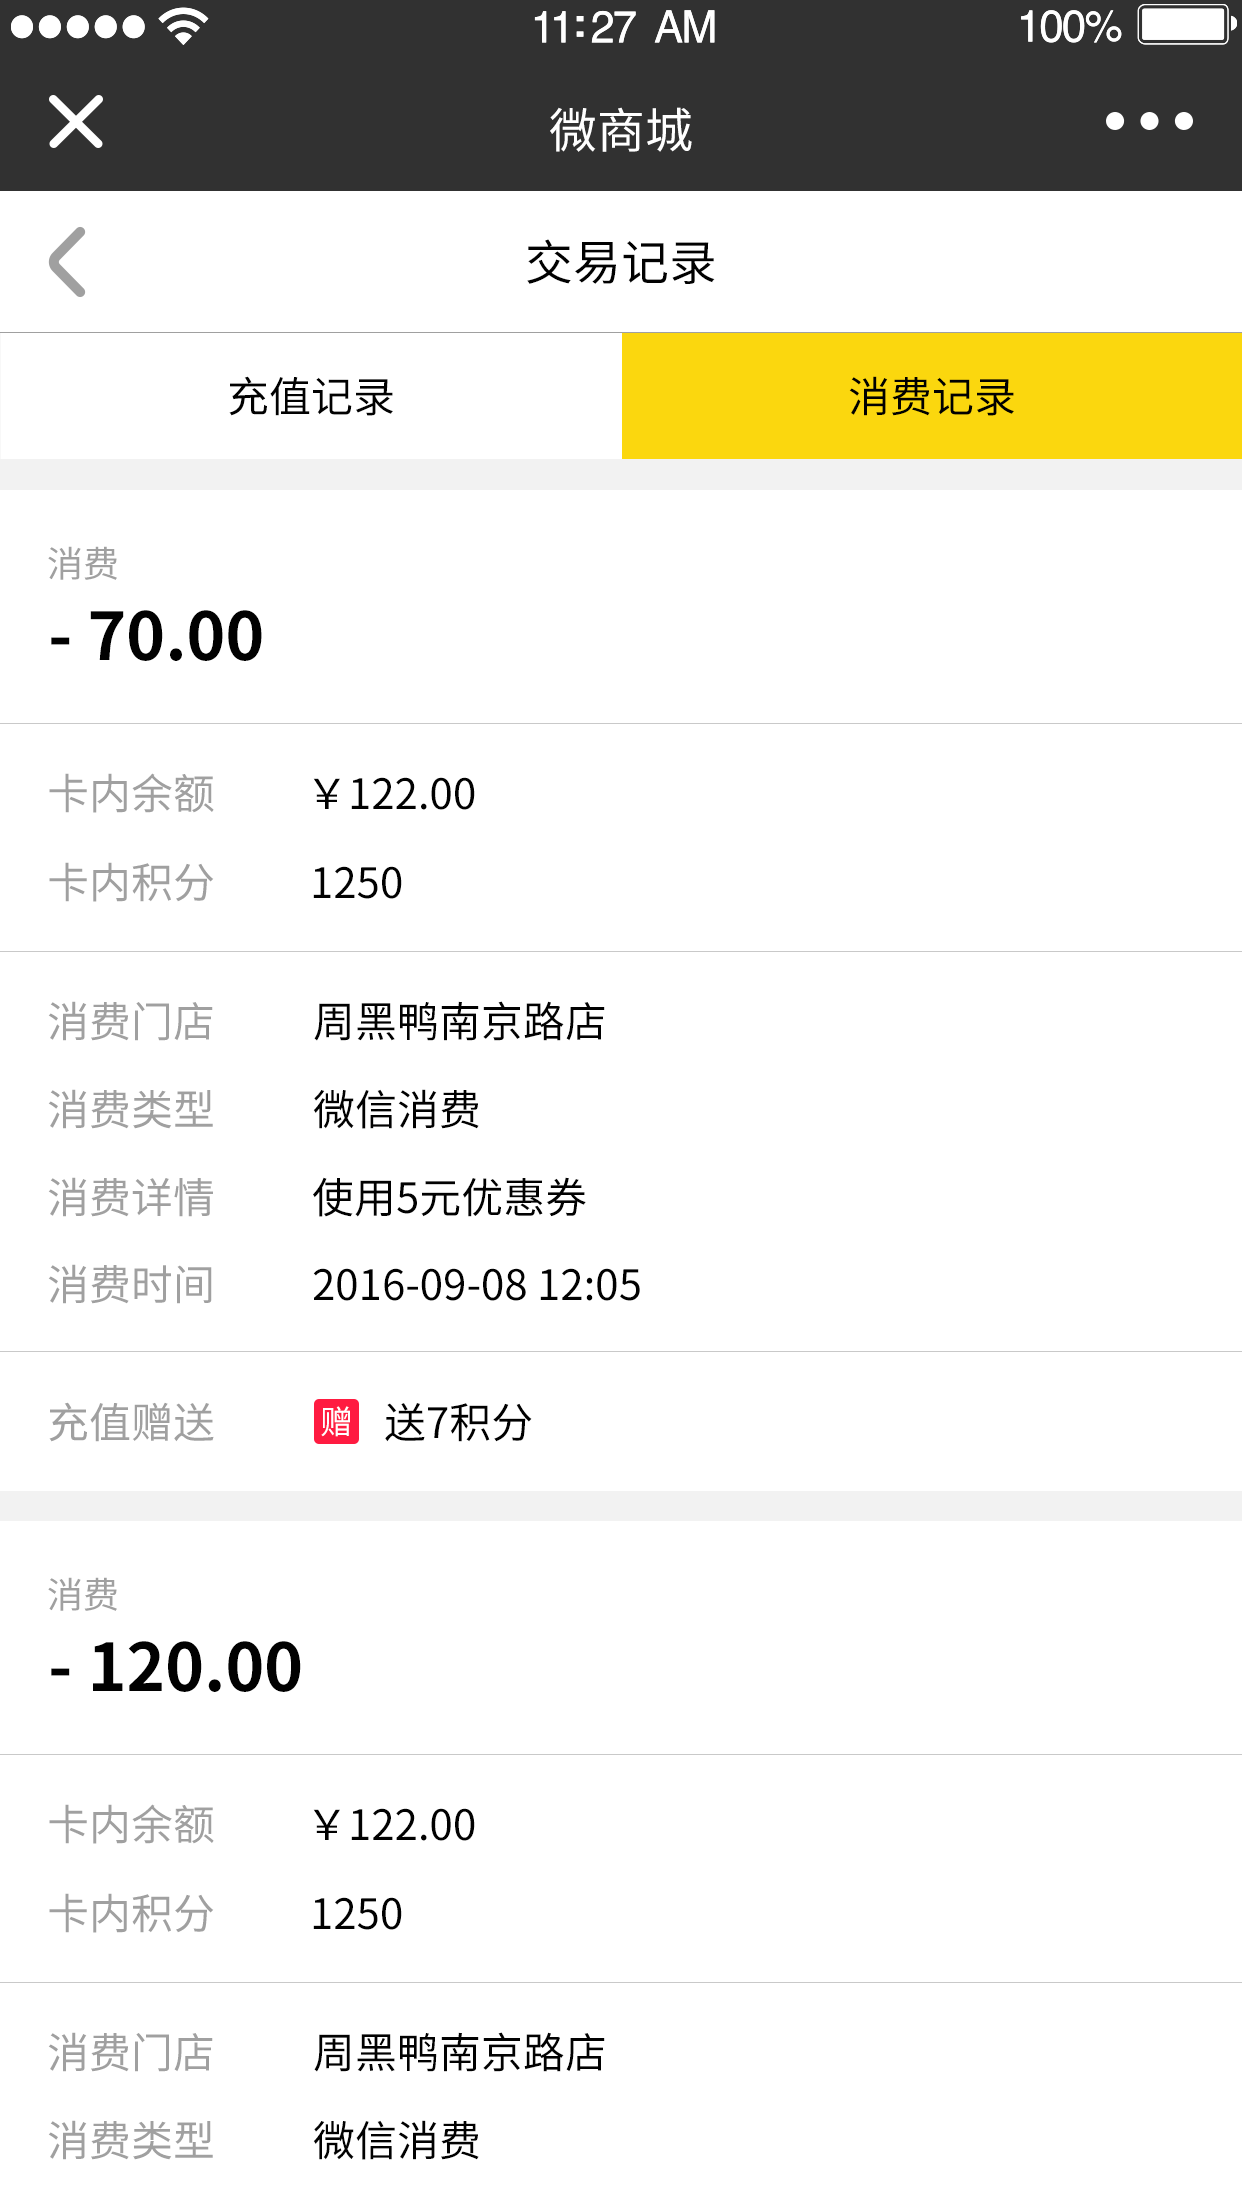 11:27 AM 100%
微商城
交易记录
充值记录 消费记录
消费
- 70.00
卡内余额 ￥122.00
卡内积分 1250
消费门店 周黑鸭南京路店
消费类型 微信消费
消费详情 使用5元优惠券
消费时间 2016-09-08 12:05
充值赠送 赠 送7积分
消费
- 120.00
卡内余额 ￥122.00
卡内积分 1250
消费门店 周黑鸭南京路店
消费类型 微信消费